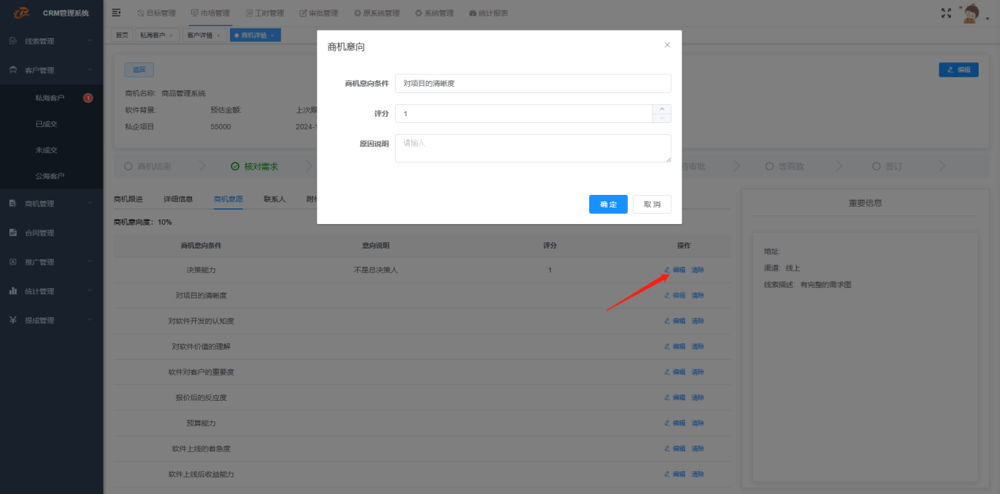 CRM管理系统
目标管理 市场管理 工时管理 审批管理 原系统管理 系统管理 统计报表
首页 私海客户 × 客户详情 × 商机详情 ×
线索管理
客户管理
私海客户 1
已成交
未成交
公海客户
商机管理
合同管理
推广管理
统计管理
提成管理
返回 编辑
商机名称: 商品管理系统
软件背景: 预估金额: 上次跟
私企项目 55000 2024-1
商机结束 核对需求 待审批 等首款 签订
商机意向 ×
商机意向条件 对项目的清晰度
评分 1
原因说明 请输入
确 定 取 消
商机跟进 详细信息 商机意愿 联系人 附件
商机意向度: 10%
商机意向条件 意向说明 评分 操作
决策能力 不是总决策人 1 编辑 清除
对项目的清晰度 编辑 清除
对软件开发的认知度 编辑 清除
对软件价值的理解 编辑 清除
软件对客户的重要度 编辑 清除
报价后的反应度 编辑 清除
预算能力 编辑 清除
软件上线的着急度 编辑 清除
软件上线后收益能力 编辑 清除
重要信息
地址:
渠道: 线上
线索描述: 有完整的需求图